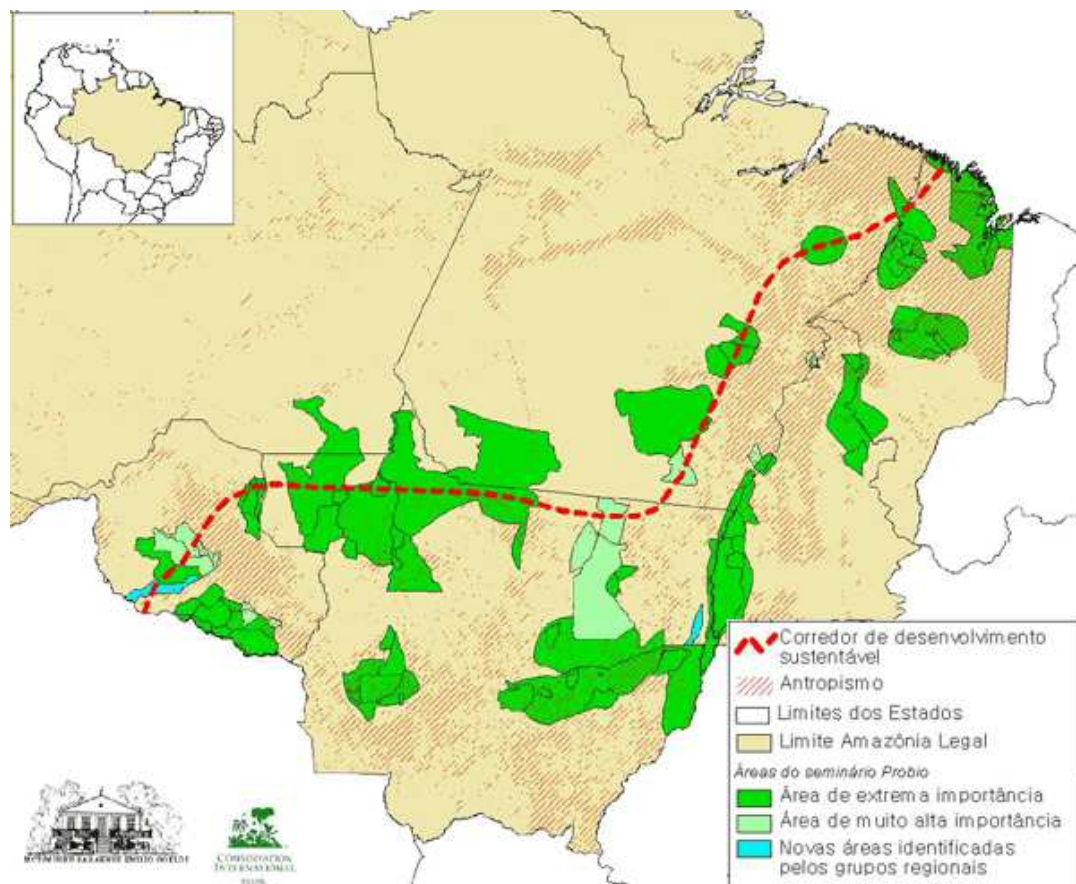 Corredor de desenvolvimento
sustentável
Antropismo
Limites dos Estados
Limite Amazônia Legal
Áreas do seminário Probio
Área de extrema importância
Área de muito alta importância
Novas áreas identificadas
pelos grupos regionais
CONSERVATION
INTERNATIONAL